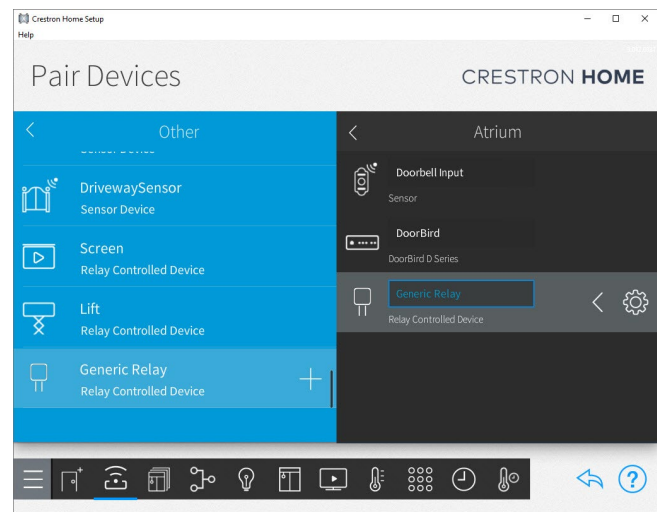 Crestron Home Setup
Help
Pair Devices
CRESTRON HOME
Other
DrivewaySensor
Sensor Device
Screen
Relay Controlled Device
Lift
Relay Controlled Device
Generic Relay
Relay Controlled Device
Atrium
Doorbell Input
Sensor
DoorBird
DoorBird D Series
Generic Relay
Relay Controlled Device
?